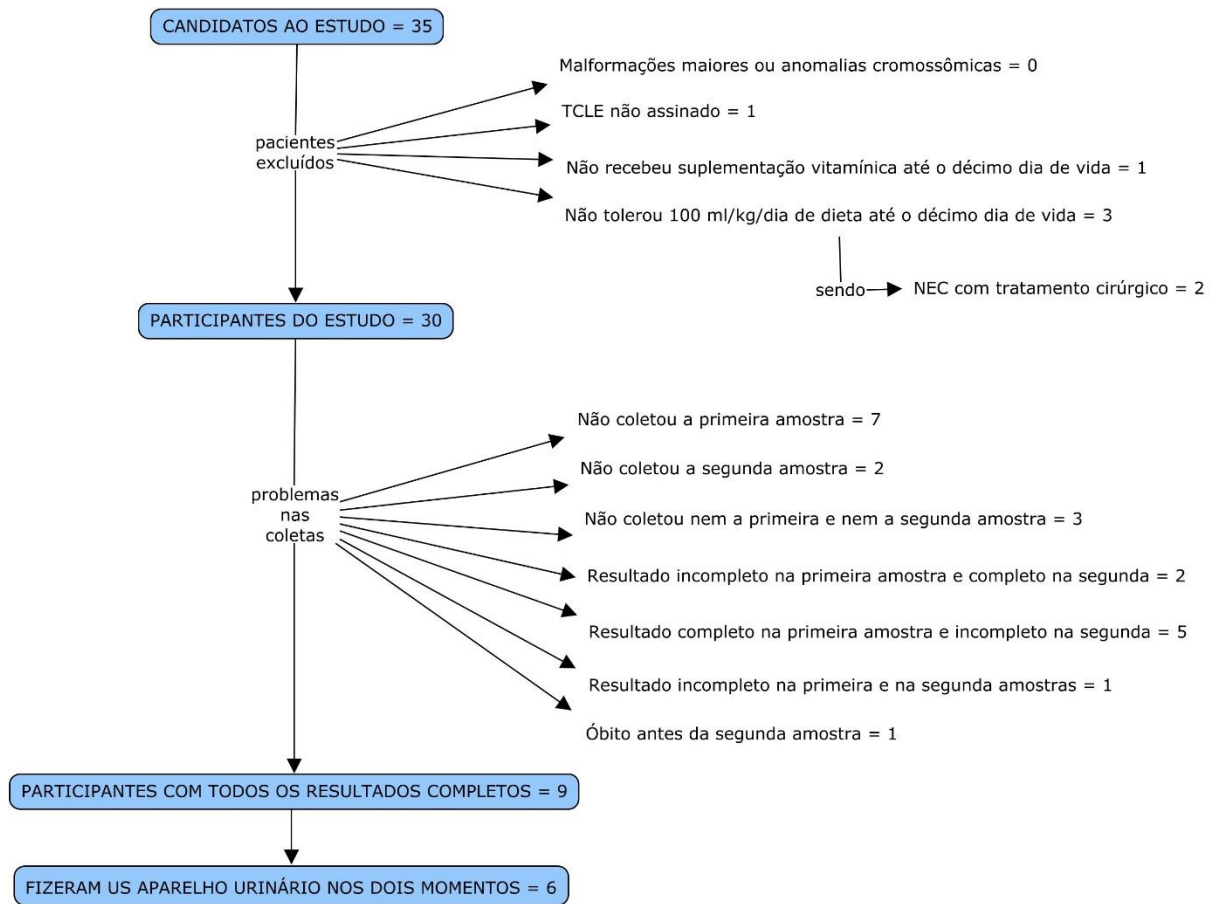 CANDIDATOS AO ESTUDO = 35
Malformações maiores ou anomalias cromossômicas = 0
TCLE não assinado = 1
pacientes
excluídos
Não recebeu suplementação vitamínica até o décimo dia de vida = 1
Não tolerou 100 ml/kg/dia de dieta até o décimo dia de vida = 3
sendo
NEC com tratamento cirúrgico = 2
PARTICIPANTES DO ESTUDO = 30
Não coletou a primeira amostra = 7
Não coletou a segunda amostra = 2
problemas
nas
coletas
Não coletou nem a primeira e nem a segunda amostra = 3
Resultado incompleto na primeira amostra e completo na segunda = 2
Resultado completo na primeira amostra e incompleto na segunda = 5
Resultado incompleto na primeira e na segunda amostras = 1
Óbito antes da segunda amostra = 1
PARTICIPANTES COM TODOS OS RESULTADOS COMPLETOS = 9
FIZERAM US APARELHO URINÁRIO NOS DOIS MOMENTOS = 6